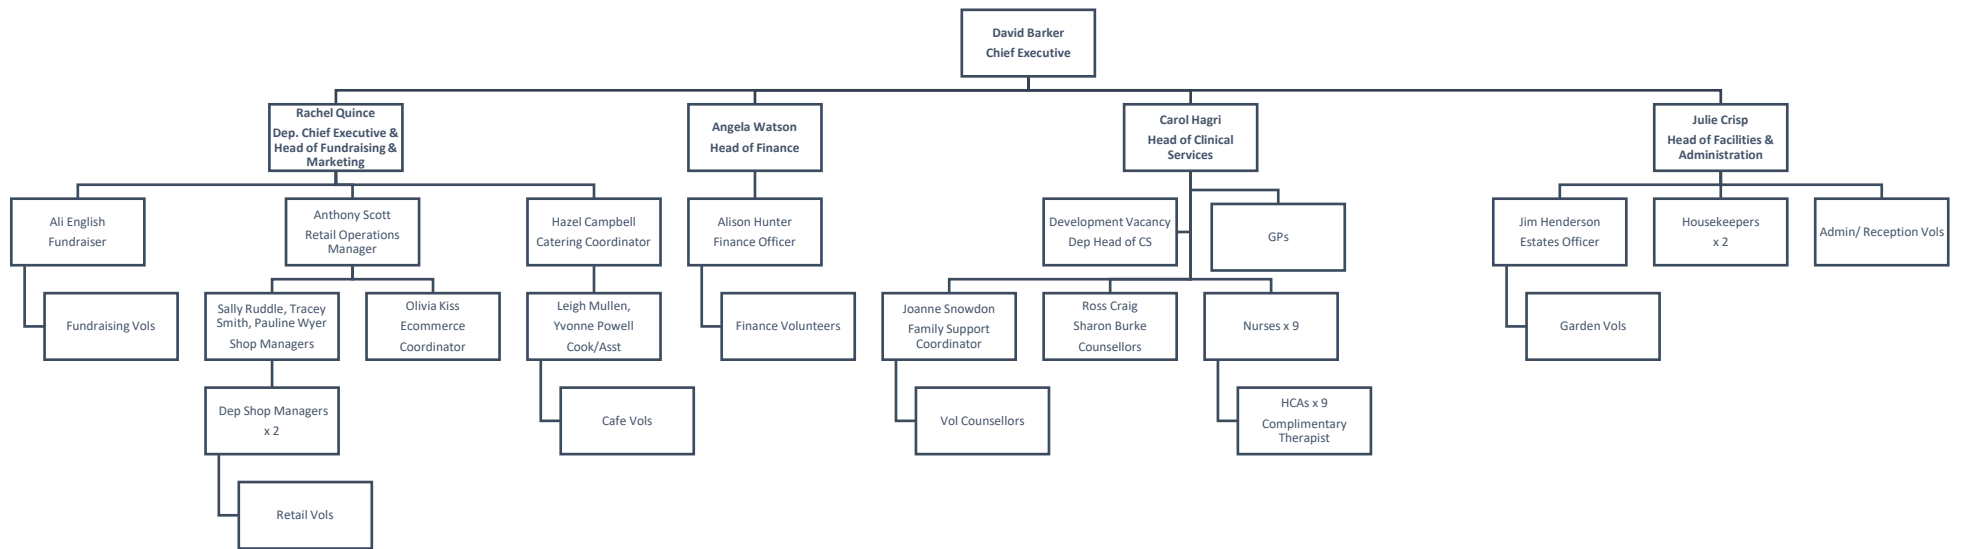 David Barker
Chief Executive
Rachel Quince
Dep. Chief Executive &
Head of Fundraising &
Marketing
Angela Watson
Head of Finance
Carol Hagri
Head of Clinical
Services
Julie Crisp
Head of Facilities &
Administration
Ali English
Fundraiser
Anthony Scott
Retail Operations
Manager
Hazel Campbell
Catering Coordinator
Alison Hunter
Finance Officer
Development Vacancy
Dep Head of CS
GPs
Jim Henderson
Estates Officer
Housekeepers
x 2
Admin/ Reception Vols
Fundraising Vols
Sally Ruddle, Tracey
Smith, Pauline Wyer
Shop Managers
Olivia Kiss
Ecommerce
Coordinator
Leigh Mullen,
Yvonne Powell
Cook/Asst
Finance Volunteers
Joanne Snowdon
Family Support
Coordinator
Ross Craig
Sharon Burke
Counsellors
Nurses x 9
Garden Vols
Dep Shop Managers
x 2
Cafe Vols
Vol Counsellors
HCAs x 9
Complimentary
Therapist
Retail Vols